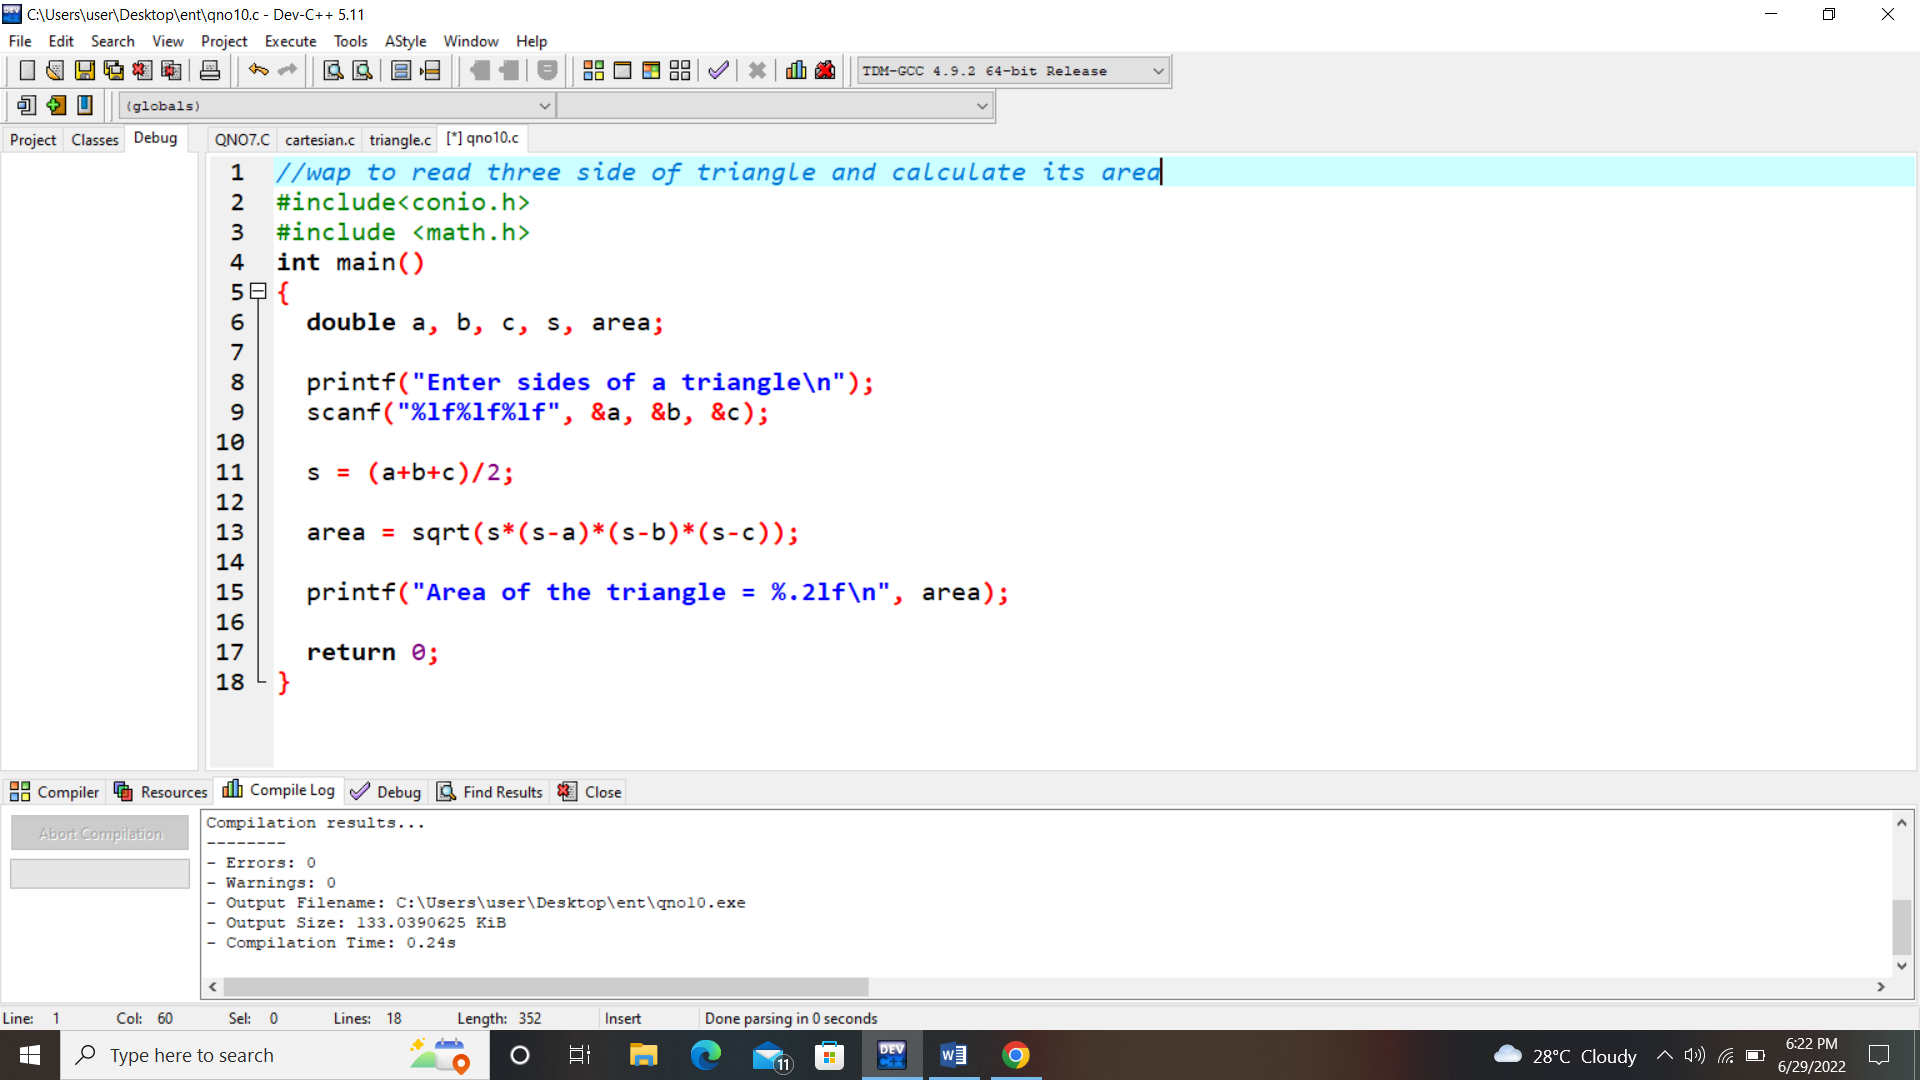 C:\Users\user\Desktop\ent\qno10.c - Dev-C++ 5.11
File Edit Search View Project Execute Tools AStyle Window Help
TDM-GCC 4.9.2 64-bit Release
(globals)
Project Classes Debug QNO7.C cartesian.c triangle.c [*] qno10.c
1 //wap to read three side of triangle and calculate its area
2 #include<conio.h>
3 #include <math.h>
4 int main()
5 {
6 double a, b, c, s, area;
7
8 printf("Enter sides of a triangle\n");
9 scanf("%lf%lf%lf", &a, &b, &c);
10
11 s = (a+b+c)/2;
12
13 area = sqrt(s*(s-a)*(s-b)*(s-c));
14
15 printf("Area of the triangle = %.2lf\n", area);
16
17 return 0;
18 }
Compiler Resources Compile Log Debug Find Results Close
Abort Compilation
Compilation results...
--------
- Errors: 0
- Warnings: 0
- Output Filename: C:\Users\user\Desktop\ent\qno10.exe
- Output Size: 133.0390625 KiB
- Compilation Time: 0.24s
Line: 1 Col: 60 Sel: 0 Lines: 18 Length: 352 Insert Done parsing in 0 seconds
Type here to search 11 DEV 28°C Cloudy 6:22 PM
6/29/2022